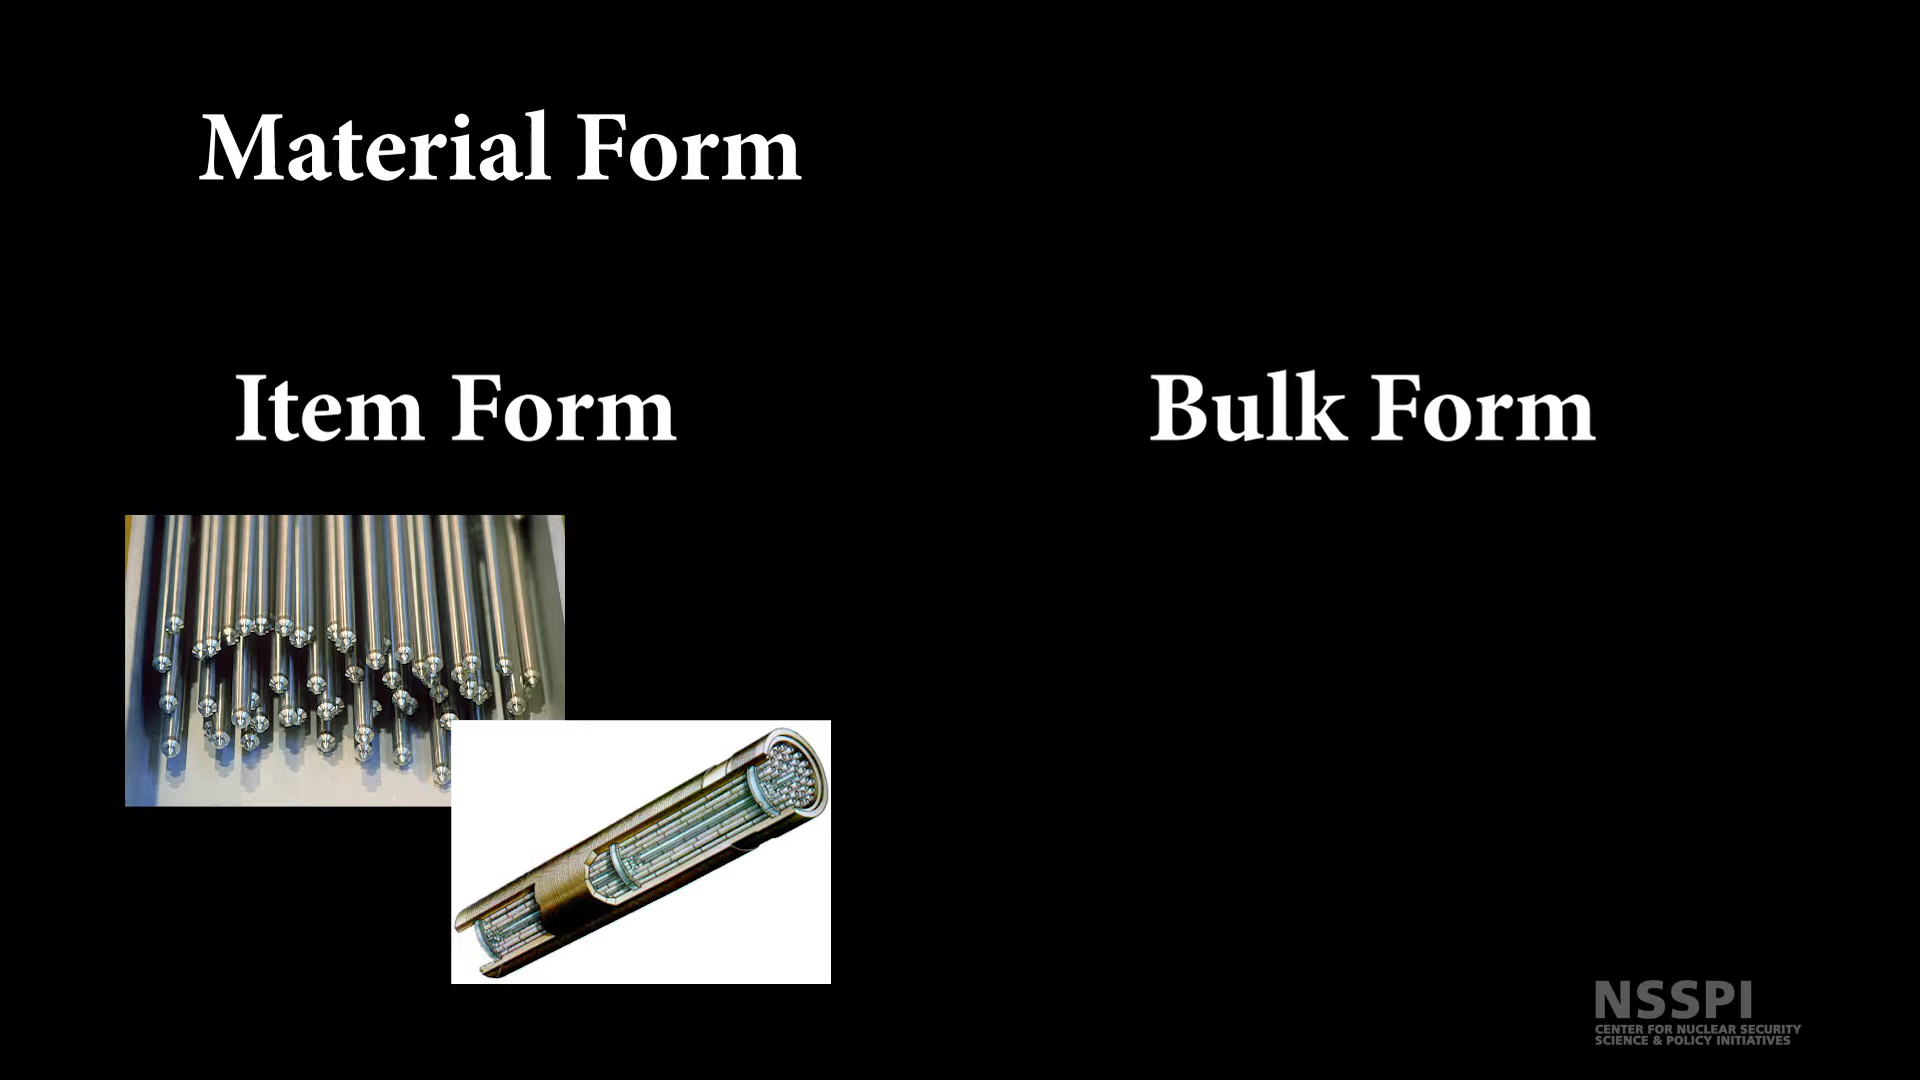 Material Form
Item Form
Bulk Form
NSSPI
CENTER FOR NUCLEAR SECURITY
SCIENCE & POLICY INITIATIVES